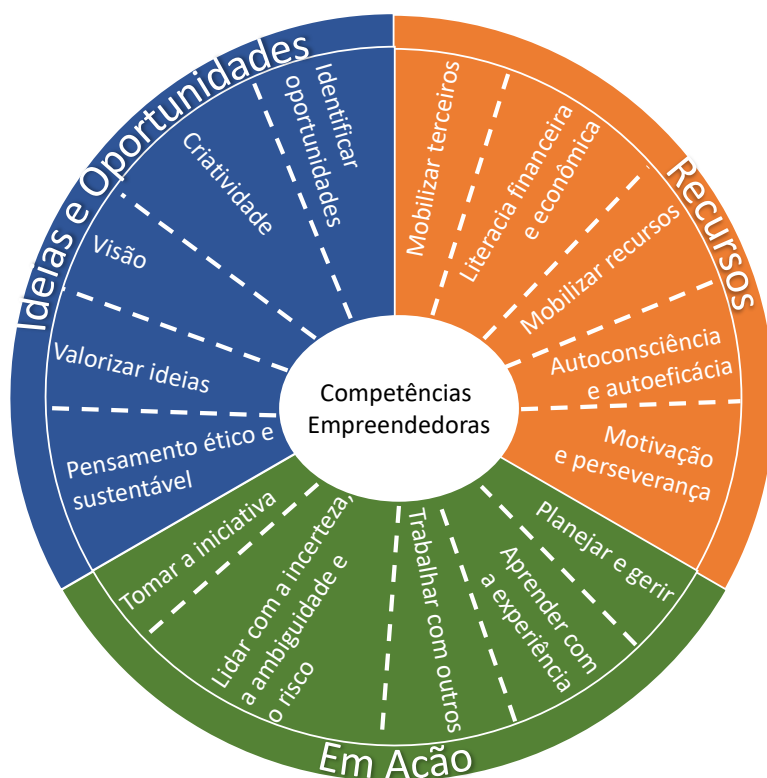 Ideias e Oportunidades
Identificar
oportunidades
Criatividade
Visão
Valorizar ideias
Pensamento ético e
sustentável
Recursos
Mobilizar terceiros
Literacia financeira
e econômica
Mobilizar recursos
Autoconsciência
e autoeficácia
Motivação
e perseverança
Competências
Empreendedoras
Em Ação
Tomar a iniciativa
Lidar com a incerteza,
a ambiguidade e
o risco
Trabalhar com outros
Aprender com
a experiência
Planejar e gerir